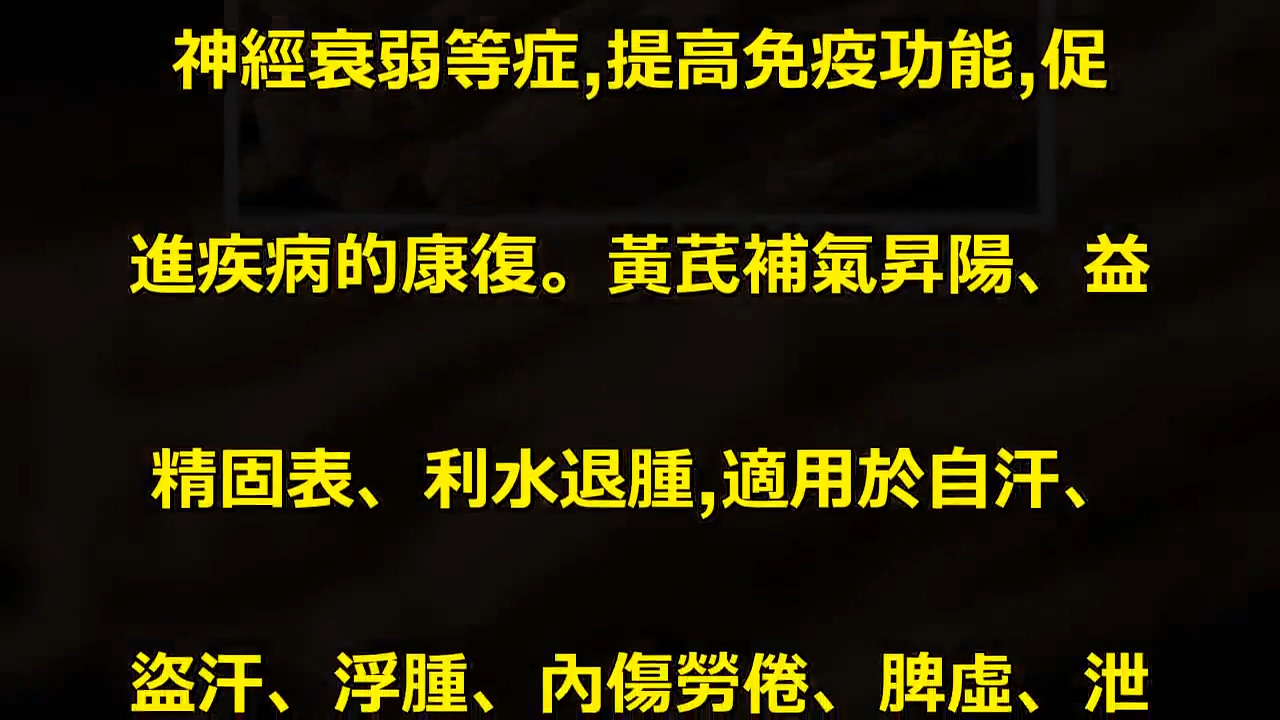 神經衰弱等症,提高免疫功能,促
進疾病的康復。黃芪補氣昇陽、益
精固表、利水退腫,適用於自汗、
盜汗、浮腫、內傷勞倦、脾虛、泄